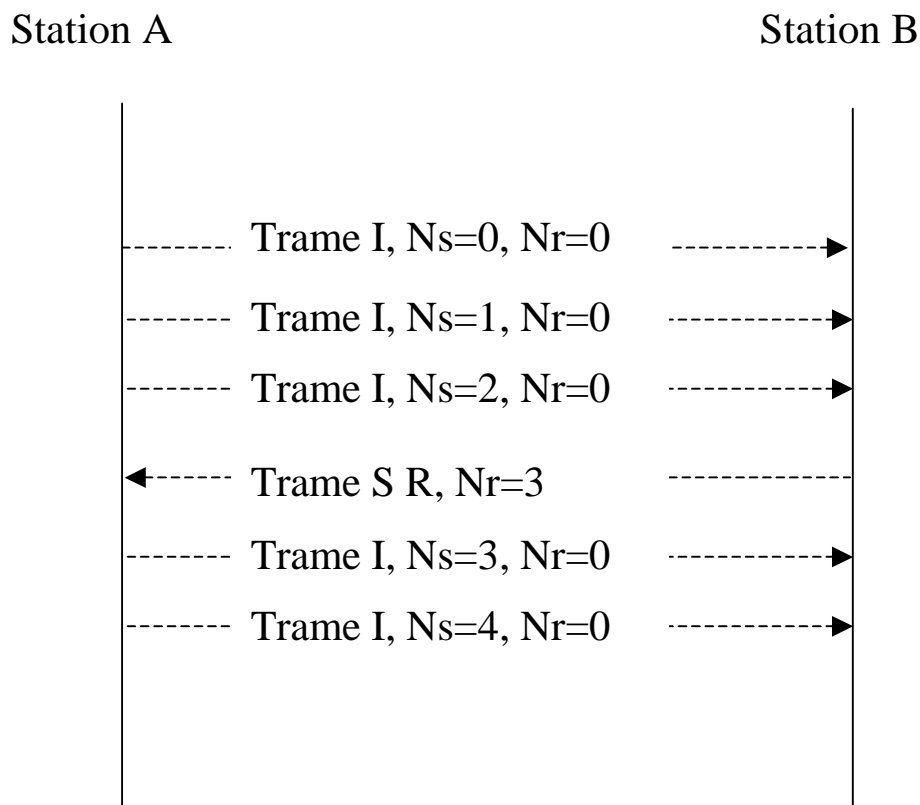 Station A Station B
Trame I, Ns=0, Nr=0
Trame I, Ns=1, Nr=0
Trame I, Ns=2, Nr=0
Trame S R, Nr=3
Trame I, Ns=3, Nr=0
Trame I, Ns=4, Nr=0